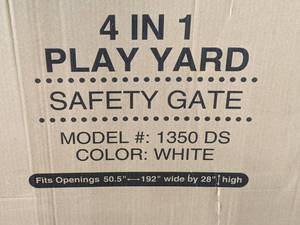 4 IN 1
PLAY YARD
SAFETY GATE
MODEL #: 1350 DS
COLOR: WHITE
Fits Openings 50.5"⟷192" wide by 28" high